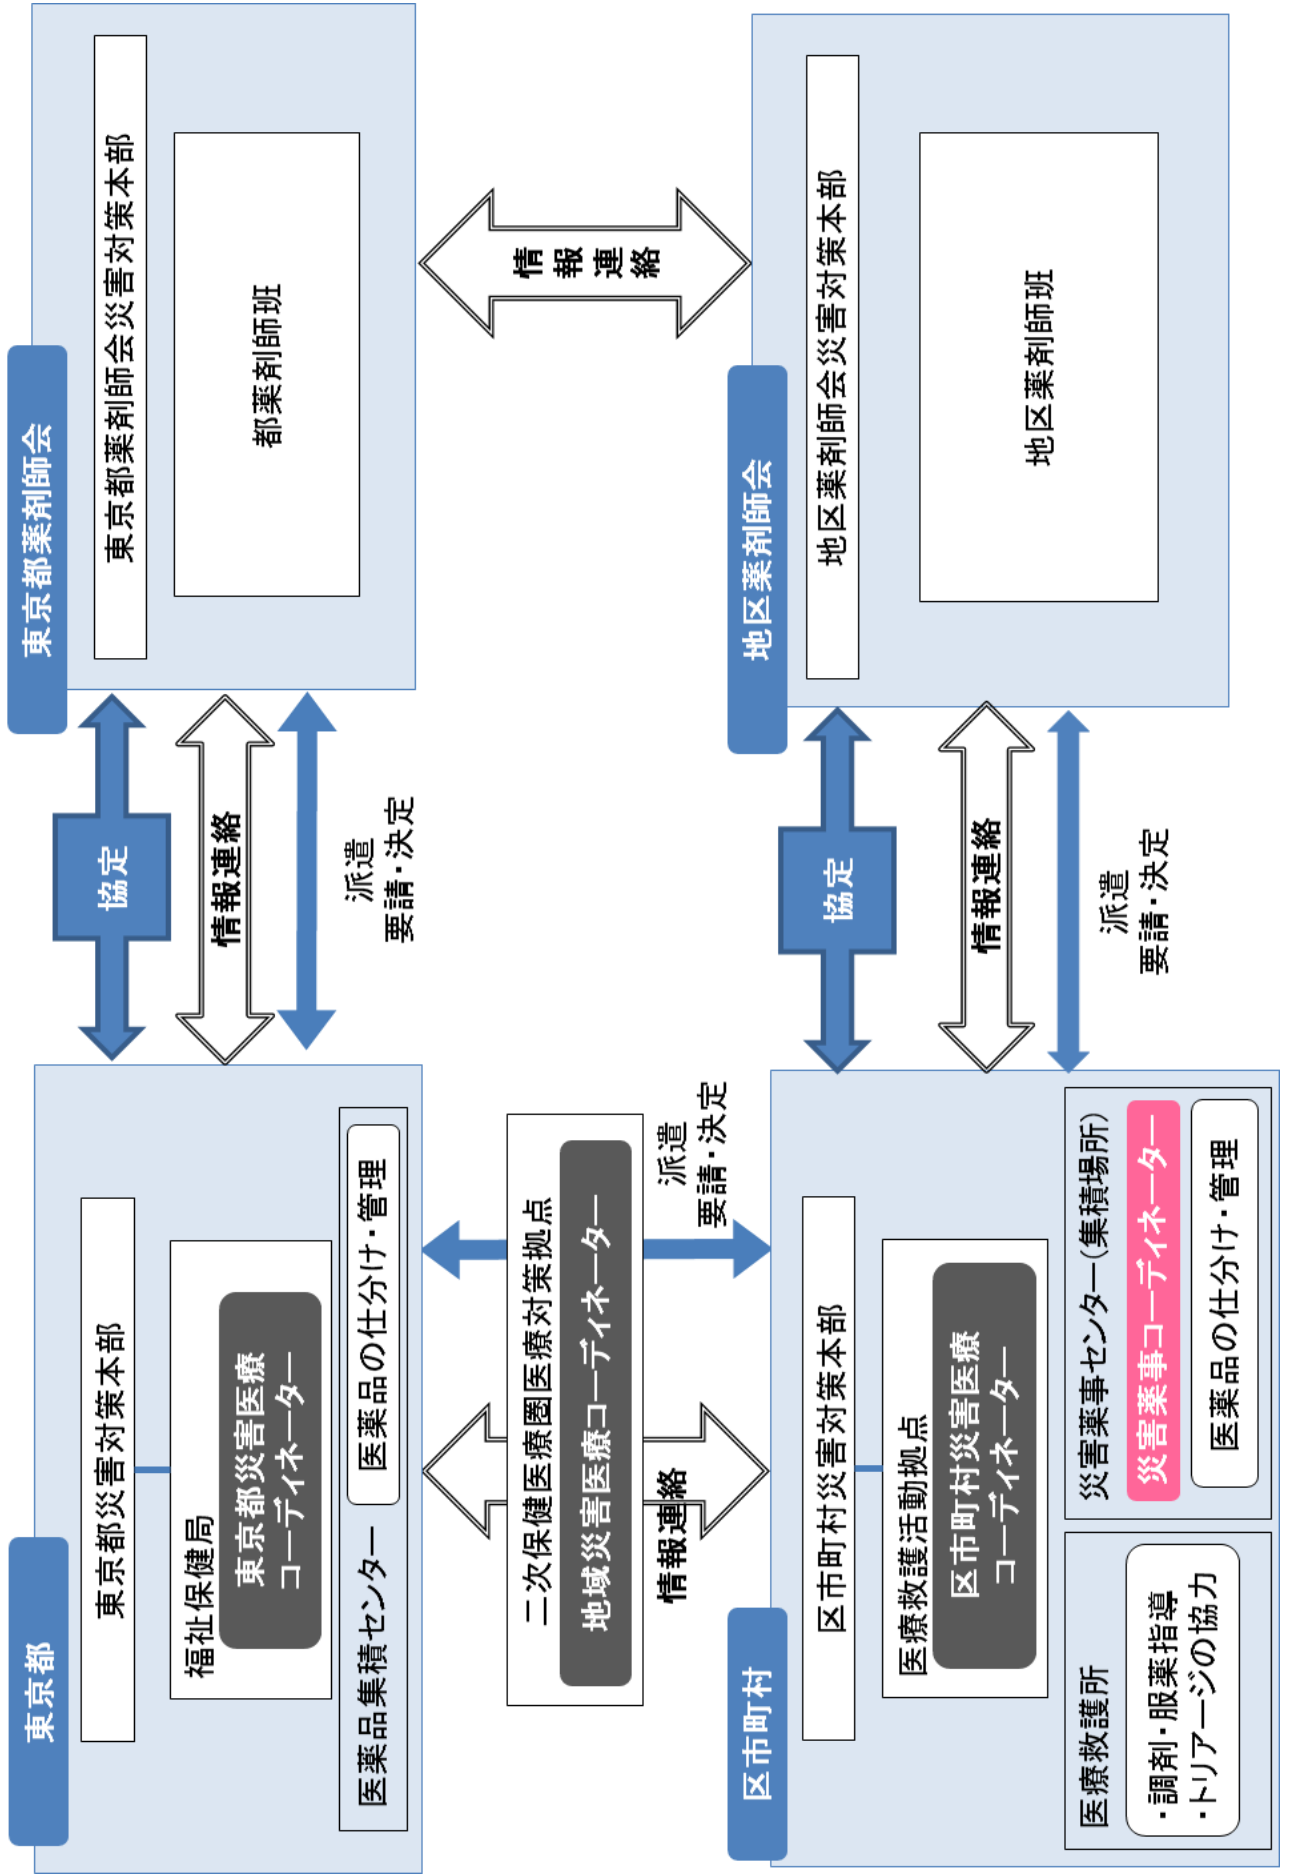 東京都
東京都災害対策本部
福祉保健局
東京都災害医療
コーディネーター
医薬品集積センター
医薬品の仕分け・管理
協定
情報連絡
派遣
要請・決定
東京都薬剤師会
東京都薬剤師会災害対策本部
都薬剤師班
二次保健医療圏医療対策拠点
地域災害医療コーディネーター
情報連絡
派遣
要請・決定
情
報
連
絡
区市町村
区市町村災害対策本部
医療救護活動拠点
区市町村災害医療
コーディネーター
医療救護所
・調剤・服薬指導
・トリアージの協力
災害薬事センター(集積場所)
災害薬事コーディネーター
医薬品の仕分け・管理
協定
情報連絡
派遣
要請・決定
地区薬剤師会
地区薬剤師会災害対策本部
地区薬剤師班